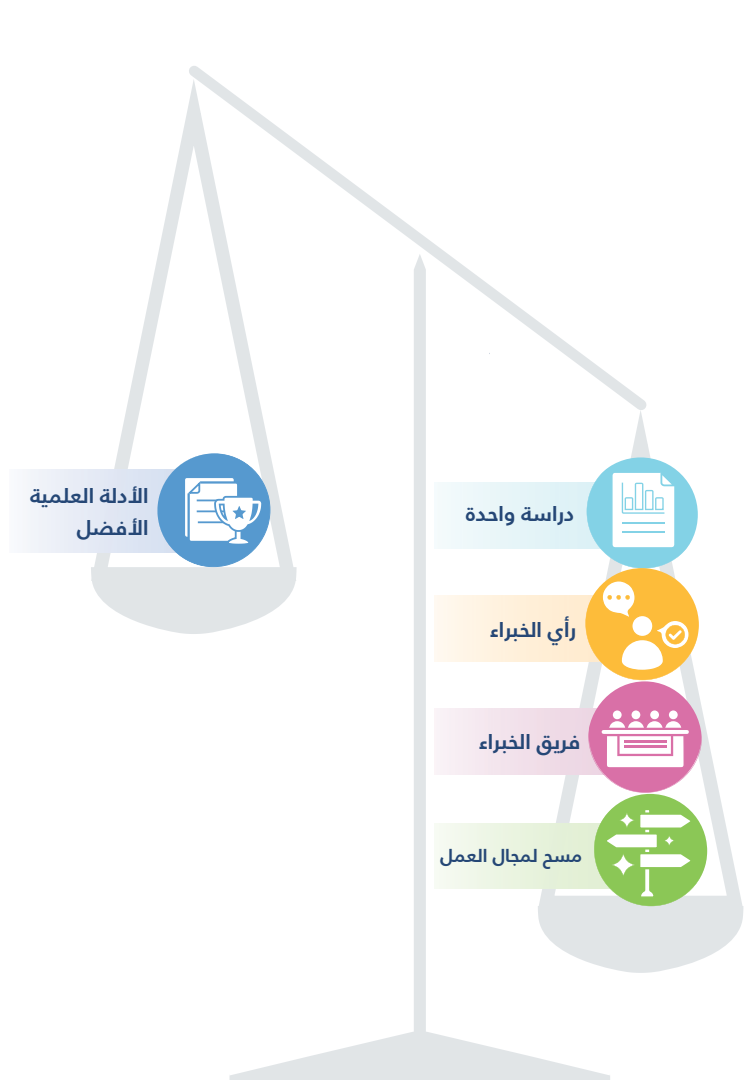 الأدلة العلمية
الأفضل
دراسة واحدة
رأي الخبراء
فريق الخبراء
مسح لمجال العمل